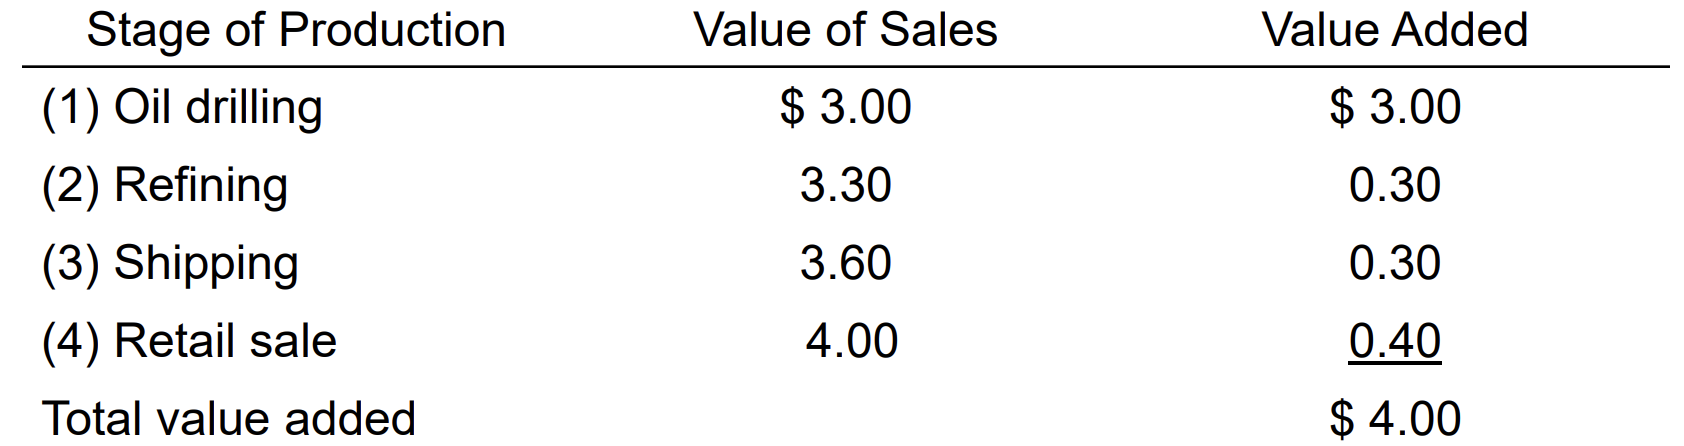 Stage of Production Value of Sales Value Added
(1) Oil drilling $ 3.00 $ 3.00
(2) Refining 3.30 0.30
(3) Shipping 3.60 0.30
(4) Retail sale 4.00 0.40
Total value added $ 4.00